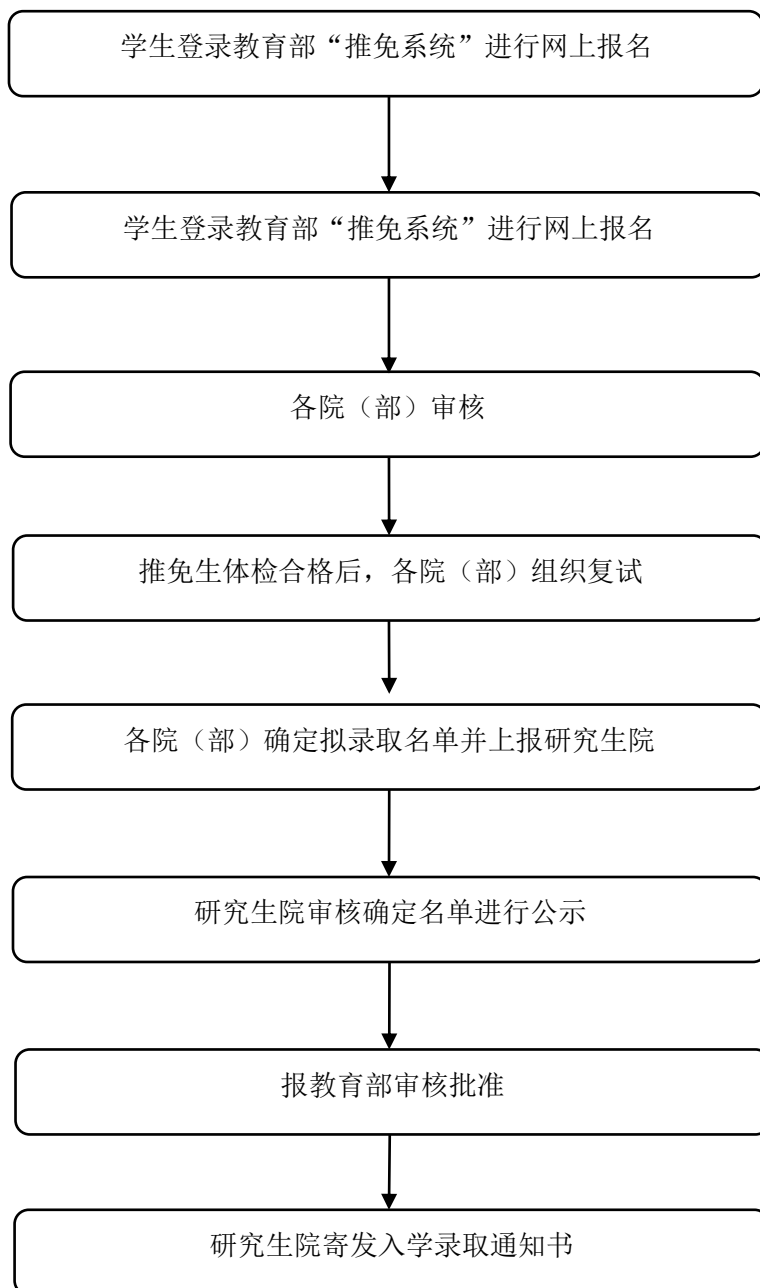 学生登录教育部“推免系统”进行网上报名
学生登录教育部“推免系统”进行网上报名
各院（部）审核
推免生体检合格后，各院（部）组织复试
各院（部）确定拟录取名单并上报研究生院
研究生院审核确定名单进行公示
报教育部审核批准
研究生院寄发入学录取通知书